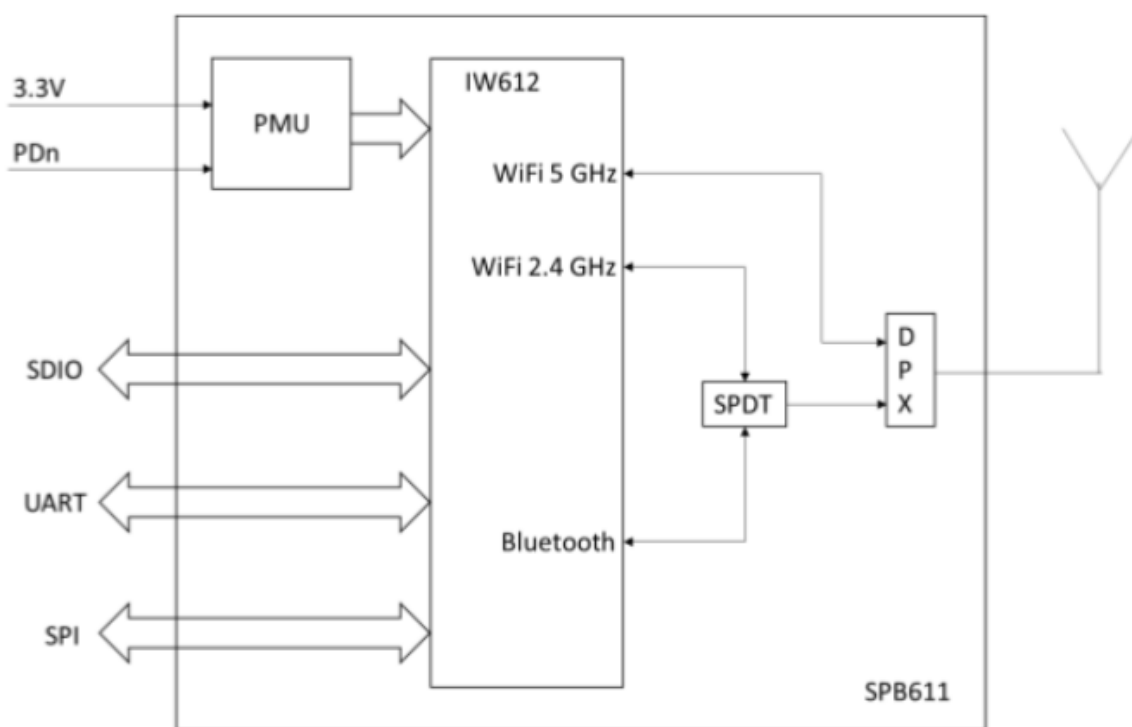 IW612
3.3V
PMU
PDn
WiFi 5 GHz
WiFi 2.4 GHz
D
P
X
SDIO
SPDT
UART
Bluetooth
SPI
SPB611